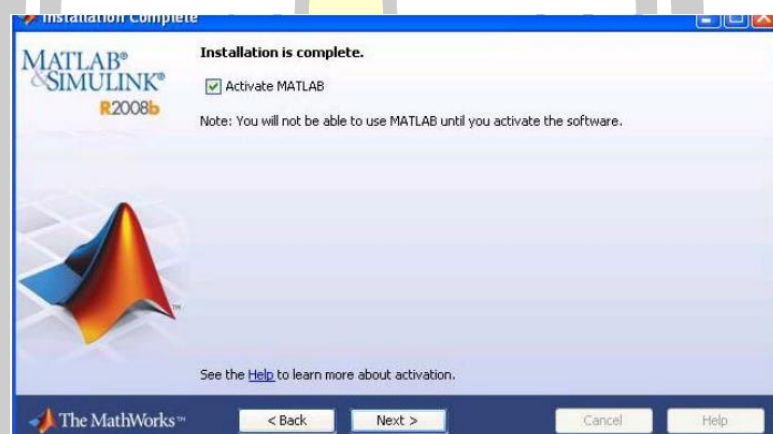 Installation Complete
MATLAB®
&SIMULINK®
R2008b
Installation is complete.
Activate MATLAB
Note: You will not be able to use MATLAB until you activate the software.
TM
See the Help to learn more about activation.
The MathWorks™
< Back
Next >
Cancel
Help